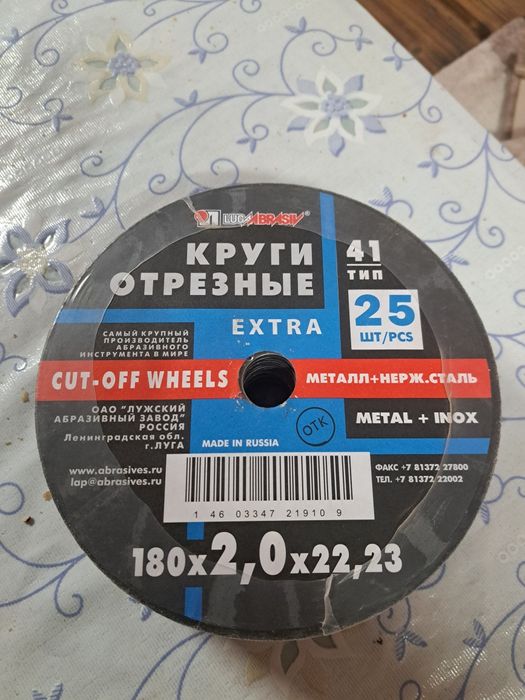 LUGAABRASIV®
КРУГИ
ОТРЕЗНЫЕ
41
ТИП
25
ШТ/PCS
EXTRA
САМЫЙ КРУПНЫЙ
ПРОИЗВОДИТЕЛЬ
АБРАЗИВНОГО
ИНСТРУМЕНТА В МИРЕ
CUT-OFF WHEELS
МЕТАЛЛ+НЕРЖ.СТАЛЬ
ОАО "ЛУЖСКИЙ
АБРАЗИВНЫЙ ЗАВОД"
РОССИЯ
Ленинградская обл.
г.ЛУГА
METAL + INOX
ОТК
MADE IN RUSSIA
www.abrasives.ru
lap@abrasives.ru
ФАКС +7 81372 27800
ТЕЛ. +7 81372 22002
1 46 03347 21910 9
180x2,0x22,23